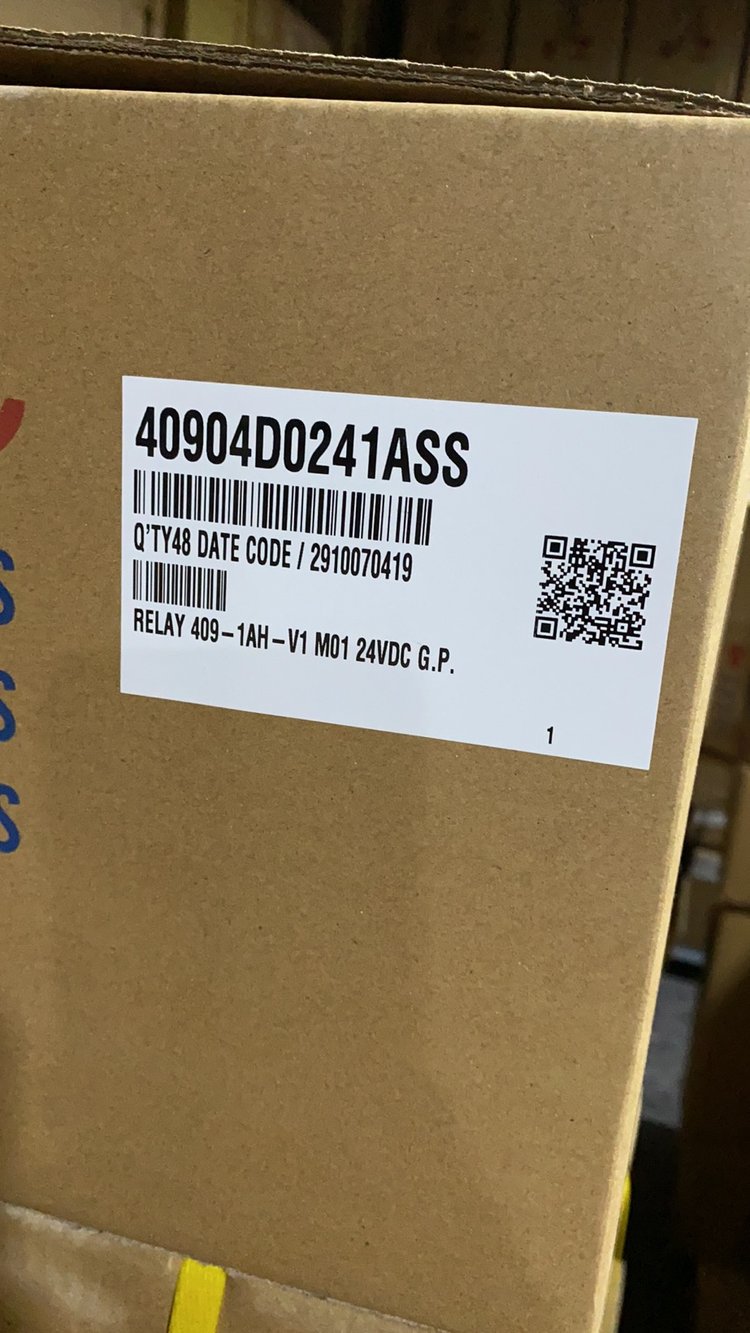 40904D0241ASS
Q'TY48 DATE CODE / 2910070419
RELAY 409-1AH-V1 M01 24VDC G.P.
1